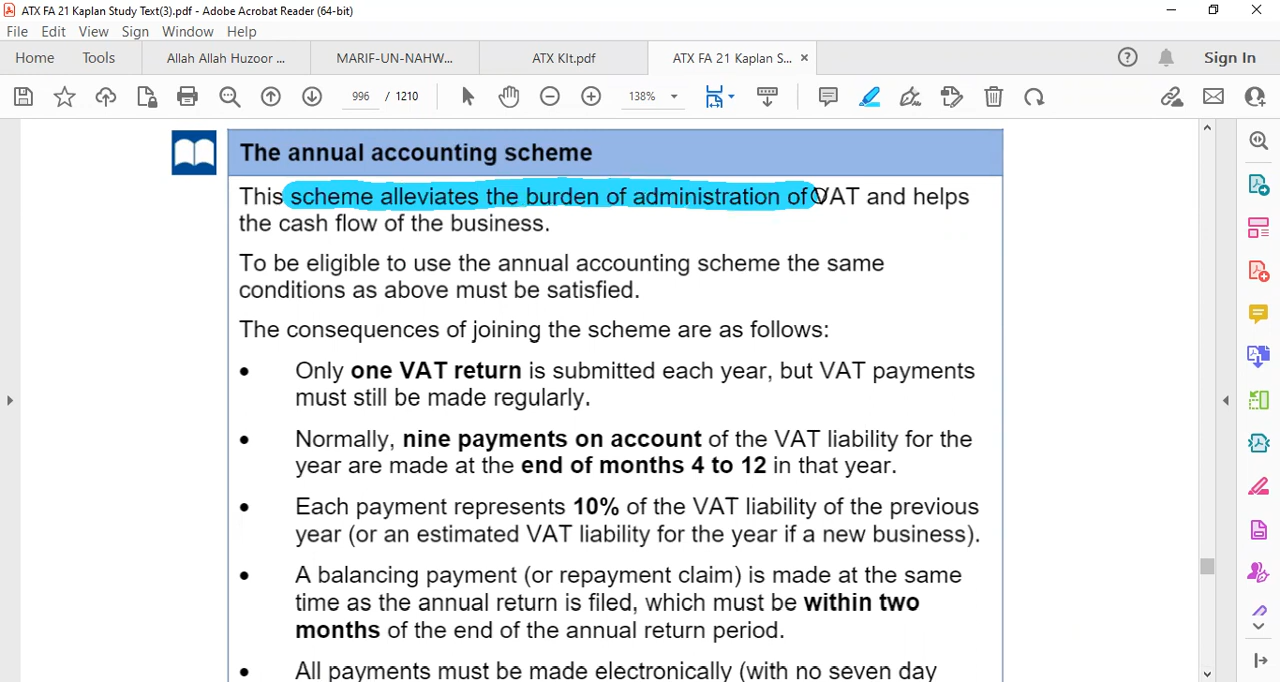 ATX FA 21 Kaplan Study Text(3).pdf - Adobe Acrobat Reader (64-bit)
File Edit View Sign Window Help
Home Tools Allah Allah Huzoor ... MARIF-UN-NAHW... ATX KIt.pdf ATX FA 21 Kaplan S... × Sign In
996 / 1210 138%
The annual accounting scheme
This scheme alleviates the burden of administration of VAT and helps
the cash flow of the business.
To be eligible to use the annual accounting scheme the same
conditions as above must be satisfied.
The consequences of joining the scheme are as follows:
• Only one VAT return is submitted each year, but VAT payments
must still be made regularly.
• Normally, nine payments on account of the VAT liability for the
year are made at the end of months 4 to 12 in that year.
• Each payment represents 10% of the VAT liability of the previous
year (or an estimated VAT liability for the year if a new business).
• A balancing payment (or repayment claim) is made at the same
time as the annual return is filed, which must be within two
months of the end of the annual return period.
• All payments must be made electronically (with no seven day